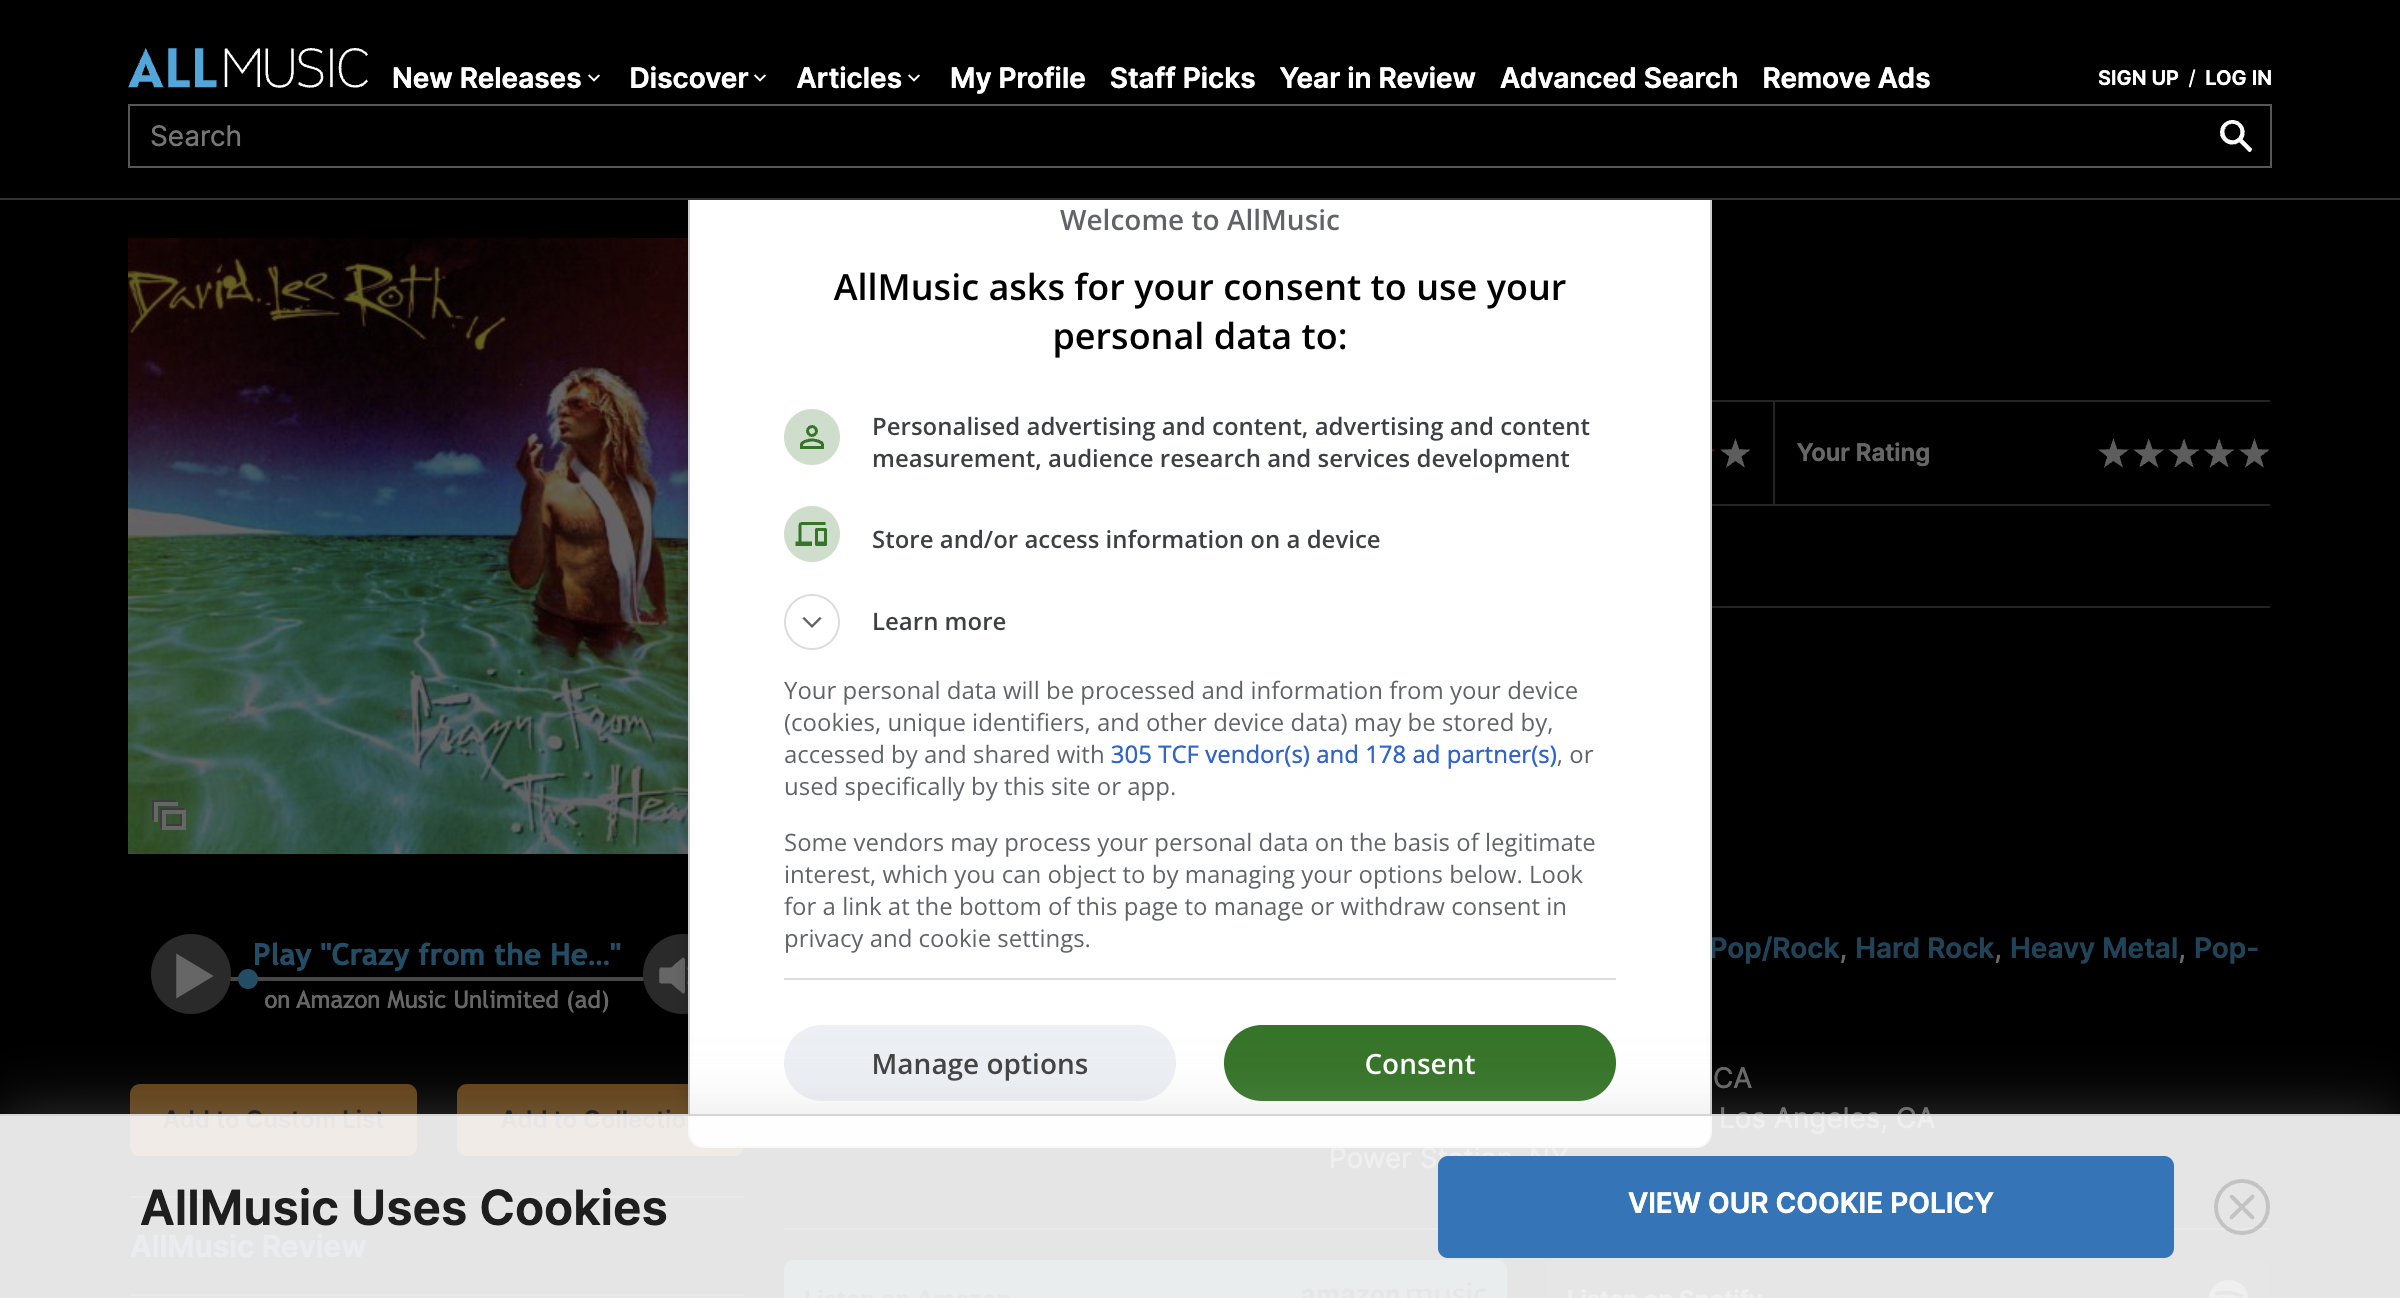 ALLMUSIC New Releases Discover Articles My Profile Staff Picks Year in Review Advanced Search Remove Ads SIGN UP / LOG IN
Search
Welcome to AllMusic
AllMusic asks for your consent to use your
personal data to:
David Lee Roth
Personalised advertising and content, advertising and content
measurement, audience research and services development
Your Rating
Store and/or access information on a device
Learn more
Your personal data will be processed and information from your device
(cookies, unique identifiers, and other device data) may be stored by,
accessed by and shared with 305 TCF vendor(s) and 178 ad partner(s), or
used specifically by this site or app.
Crazy From
The Heat
Some vendors may process your personal data on the basis of legitimate
interest, which you can object to by managing your options below. Look
for a link at the bottom of this page to manage or withdraw consent in
privacy and cookie settings.
Play "Crazy from the He..."
on Amazon Music Unlimited (ad)
Pop/Rock, Hard Rock, Heavy Metal, Pop-
Manage options
Consent
CA
Add to Custom List
Add to Collectio
Los Angeles, CA
Power Station, NY
AllMusic Uses Cookies
VIEW OUR COOKIE POLICY
AllMusic Review
Listen on Amazon
amazon music
Listen on Spotify